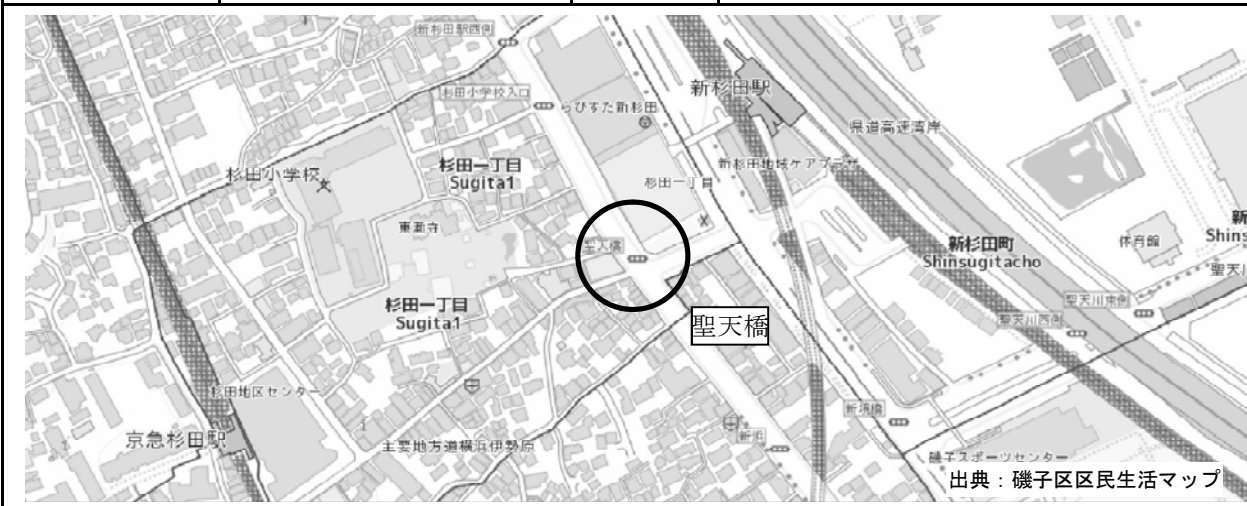 新杉田駅西側
杉田小学校入口
らびすた新杉田
新杉田駅
県道高速湾岸
杉田小学校
杉田一丁目
Sugita1
杉田一丁目
新杉田地域ケアプラザ
東漸寺
聖天橋
新杉田町
Shinsugitacho
体育館
新
Shins
聖天川
聖天川東側
聖天川西側
杉田一丁目
Sugita1
聖天橋
杉田地区センター
京急杉田駅
主要地方道横浜伊勢原
新杉田
磯子スポーツセンター
出典：磯子区区民生活マップ